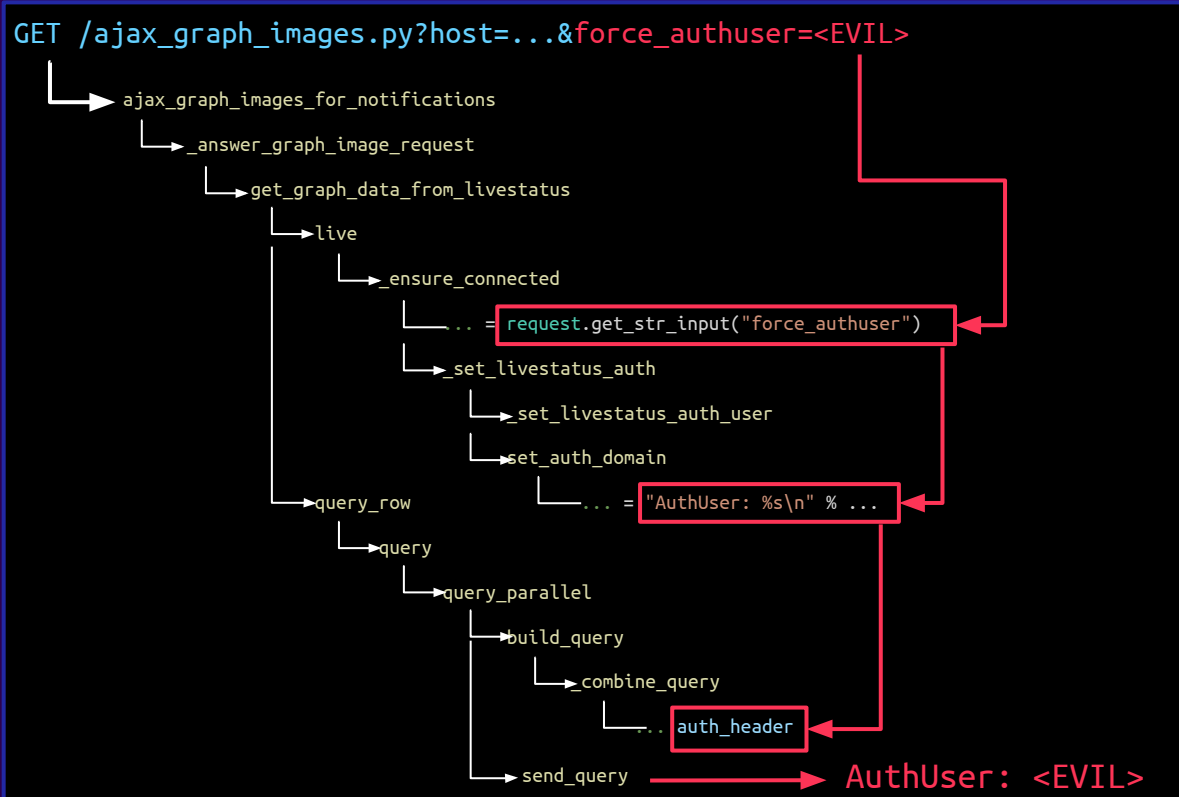 GET /ajax_graph_images.py?host=...&force_authuser=<EVIL>
ajax_graph_images_for_notifications
_answer_graph_image_request
get_graph_data_from_livestatus
live
_ensure_connected
... = request.get_str_input("force_authuser")
_set_livestatus_auth
_set_livestatus_auth_user
set_auth_domain
... = "AuthUser: %s\n" % ...
query_row
query
query_parallel
build_query
_combine_query
... auth_header
send_query AuthUser: <EVIL>